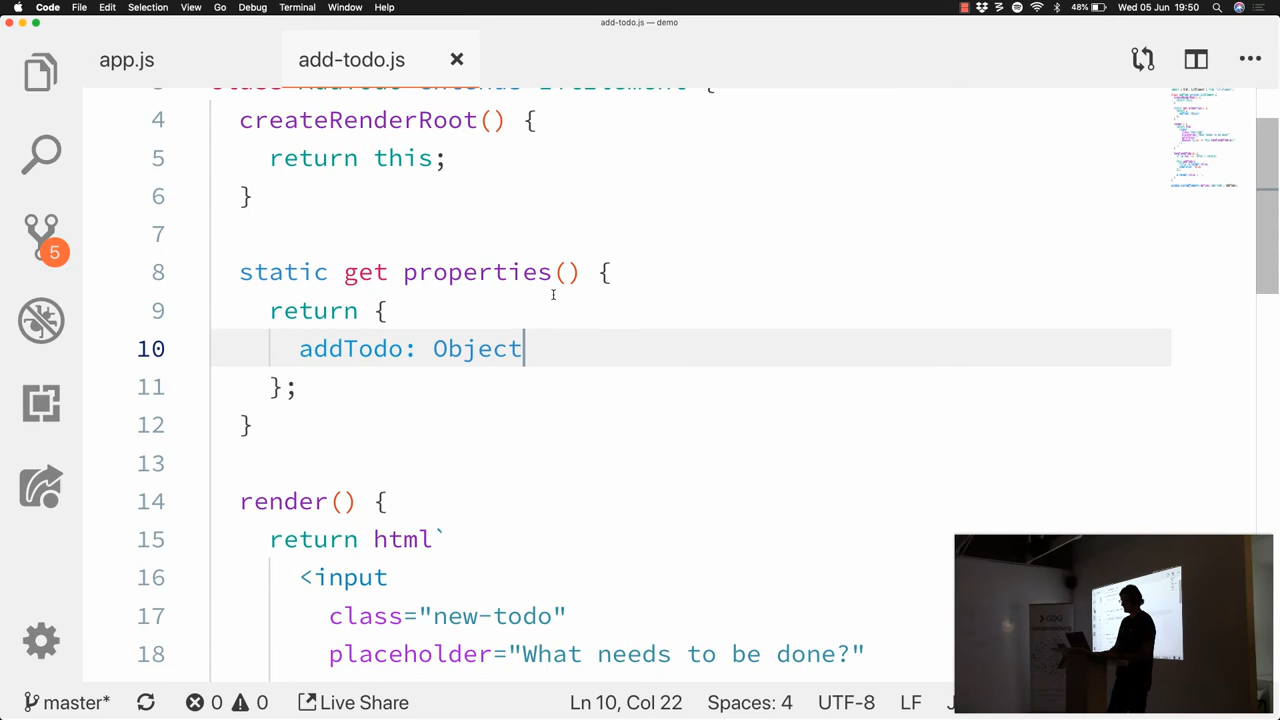 Code File Edit Selection View Go Debug Terminal Window Help 48% Wed 05 Jun 19:50
add-todo.js — demo
app.js add-todo.js
4 createRenderRoot() {
5 return this;
6 }
7
8 static get properties() {
9 return {
10 addTodo: Object
11 };
12 }
13
14 render() {
15 return html`
16 <input
17 class="new-todo"
18 placeholder="What needs to be done?"
5
GDG
master* 0 0 Live Share Ln 10, Col 22 Spaces: 4 UTF-8 LF